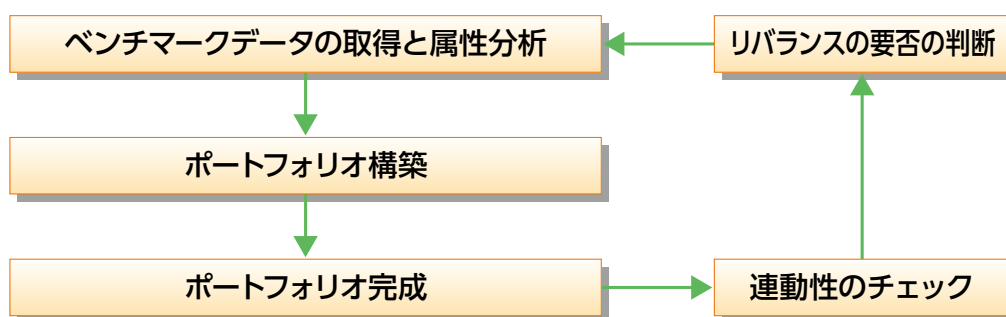 ベンチマークデータの取得と属性分析
リバランスの要否の判断
ポートフォリオ構築
ポートフォリオ完成
連動性のチェック